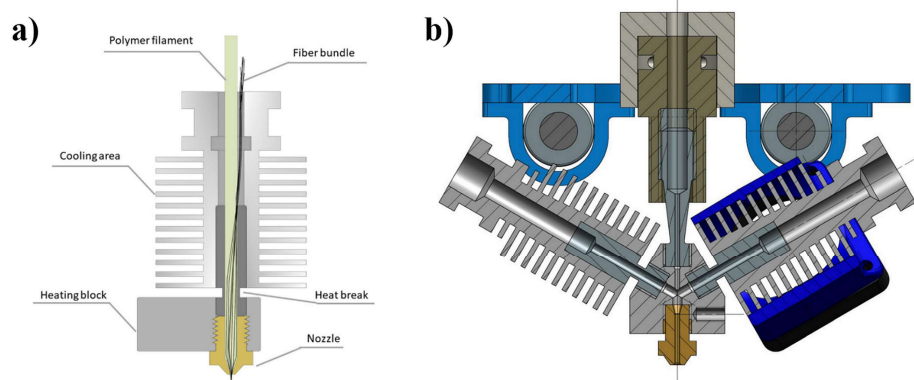 a)
b)
Polymer filament
Fiber bundle
Cooling area
Heating block
Heat break
Nozzle